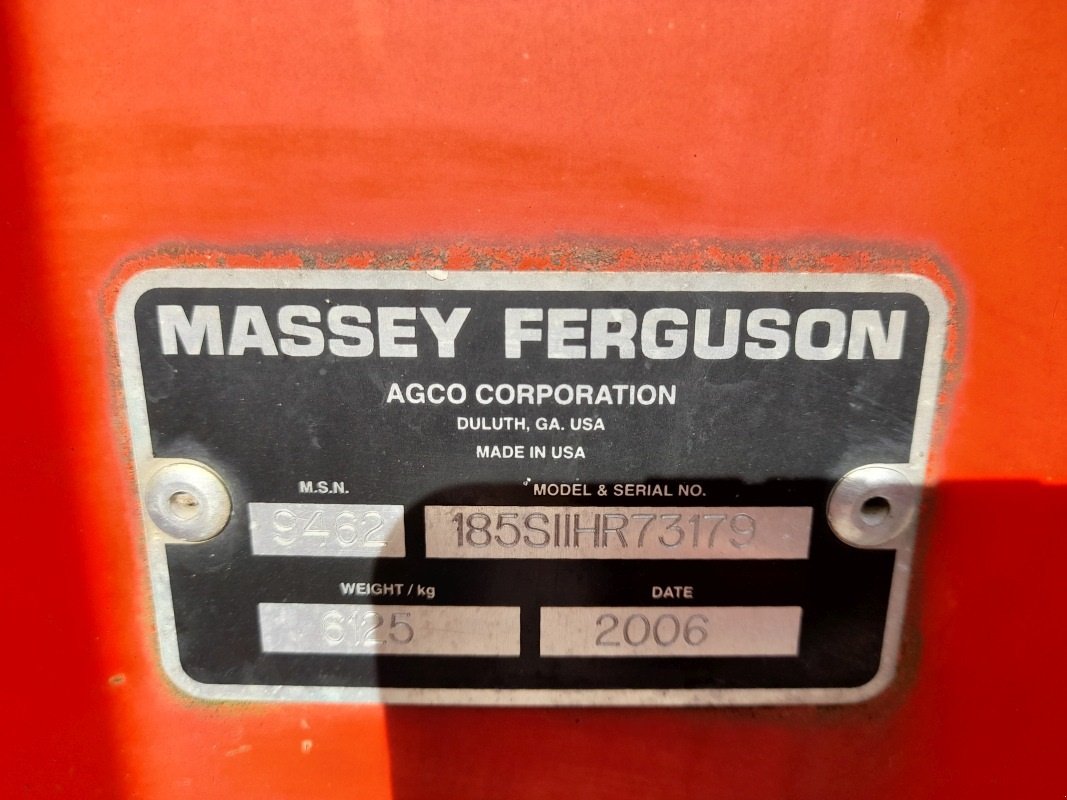 MASSEY FERGUSON
AGCO CORPORATION
DULUTH, GA. USA
MADE IN USA
M.S.N. MODEL & SERIAL NO.
9462 185SIIHR73179
WEIGHT / kg DATE
6125 2006